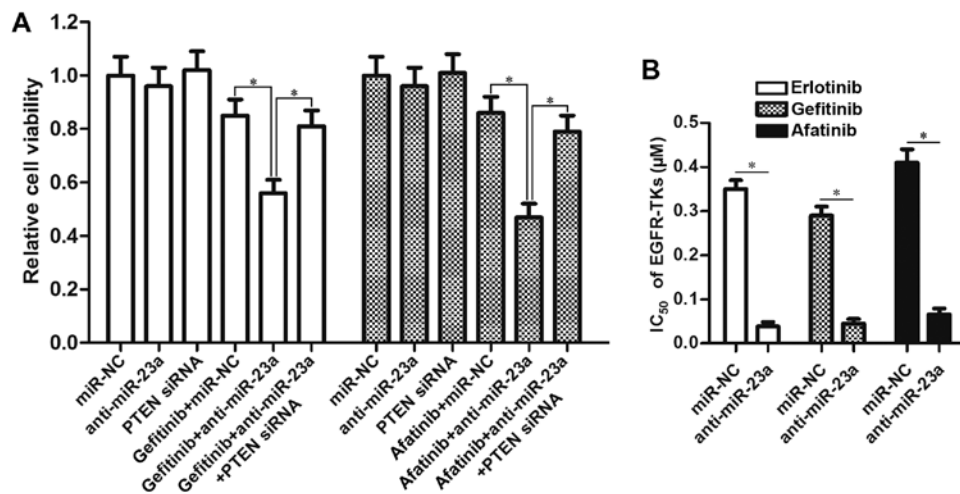 A
Relative cell viability
1.2
1.0
0.8
0.6
0.4
0.2
0.0
* * * *
miR-NC
anti-miR-23a
PTEN siRNA
Gefitinib+miR-NC
Gefitinib+anti-miR-23a
Gefitinib+anti-miR-23a
+PTEN siRNA
miR-NC
anti-miR-23a
PTEN siRNA
Afatinib+miR-NC
Afatinib+anti-miR-23a
Afatinib+anti-miR-23a
+PTEN siRNA
B
Erlotinib
Gefitinib
Afatinib
IC50 of EGFR-TKs (μM)
0.5
0.4
0.3
0.1
0.0
* * *
miR-NC
anti-miR-23a
miR-NC
anti-miR-23a
miR-NC
anti-miR-23a